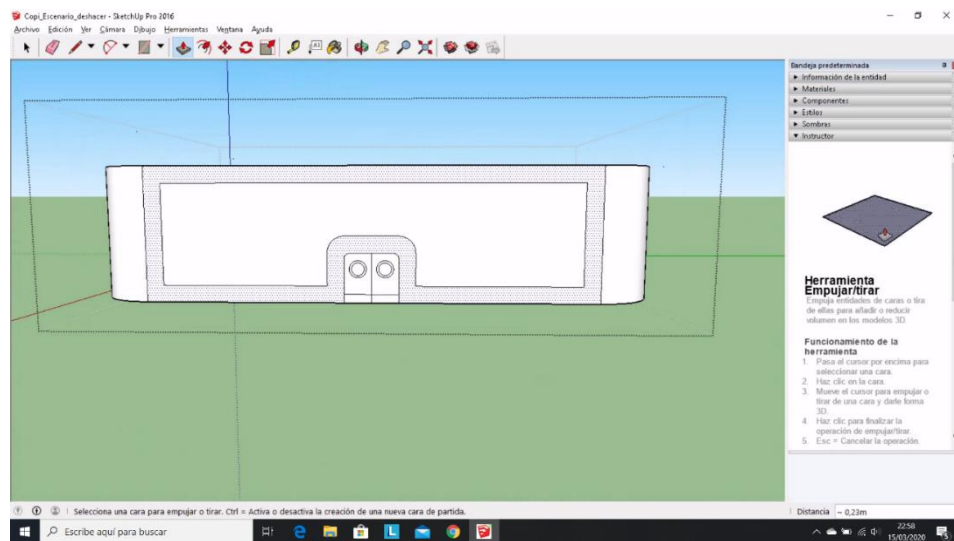 Copi_Escenario_deshacer - SketchUp Pro 2016
Archivo Edición Ver Cámara Dibujo Herramientas Ventana Ayuda
Bandeja predeterminada
Información de la entidad
Materiales
Componentes
Estilos
Sombras
Instructor
Herramienta
Empujar/tirar
Empuja entidades de caras o tira
de ellas para añadir o reducir
volumen en los modelos 3D
Funcionamiento de la
herramienta
1. Pasa el cursor por encima para
seleccionar una cara.
2. Haz clic en la cara.
3. Mueve el cursor para empujar o
tirar de una cara y darle forma
3D.
4. Haz clic para finalizar la
operación de empujar/tirar.
5. Esc = Cancelar la operación.
Selecciona una cara para empujar o tirar. Ctrl = Activa o desactiva la creación de una nueva cara de partida.
Distancia ~ 0,23m
Escribe aquí para buscar
22:58
15/03/2020